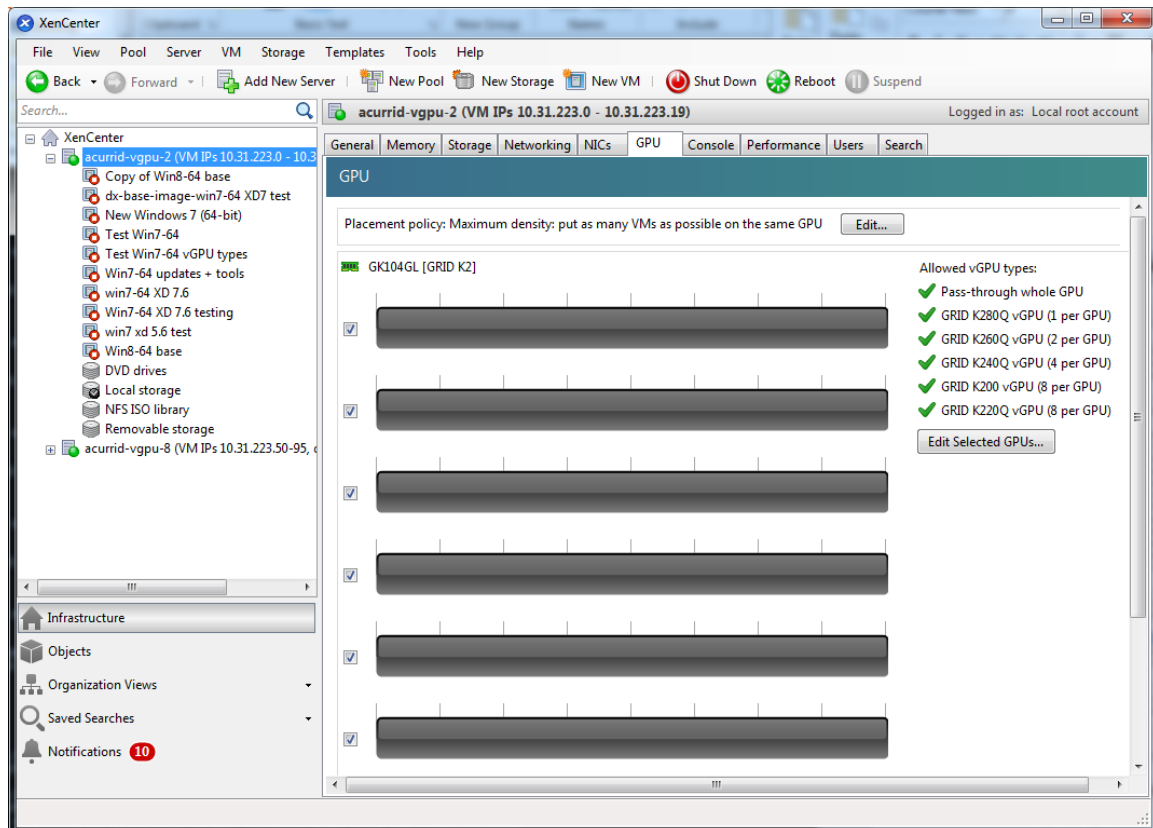 XenCenter
File View Pool Server VM Storage Templates Tools Help
Back Forward Add New Server New Pool New Storage New VM Shut Down Reboot Suspend
Search...
acurrid-vgpu-2 (VM IPs 10.31.223.0 - 10.31.223.19) Logged in as: Local root account
XenCenter
acurrid-vgpu-2 (VM IPs 10.31.223.0 - 10.3
Copy of Win8-64 base
dx-base-image-win7-64 XD7 test
New Windows 7 (64-bit)
Test Win7-64
Test Win7-64 vGPU types
Win7-64 updates + tools
win7-64 XD 7.6
Win7-64 XD 7.6 testing
win7 xd 5.6 test
Win8-64 base
DVD drives
Local storage
NFS ISO library
Removable storage
acurrid-vgpu-8 (VM IPs 10.31.223.50-95,
Infrastructure
Objects
Organization Views
Saved Searches
Notifications 10
General Memory Storage Networking NICs GPU Console Performance Users Search
GPU
Placement policy: Maximum density: put as many VMs as possible on the same GPU Edit...
GK104GL [GRID K2]
Allowed vGPU types:
Pass-through whole GPU
GRID K280Q vGPU (1 per GPU)
GRID K260Q vGPU (2 per GPU)
GRID K240Q vGPU (4 per GPU)
GRID K200 vGPU (8 per GPU)
GRID K220Q vGPU (8 per GPU)
Edit Selected GPUs...